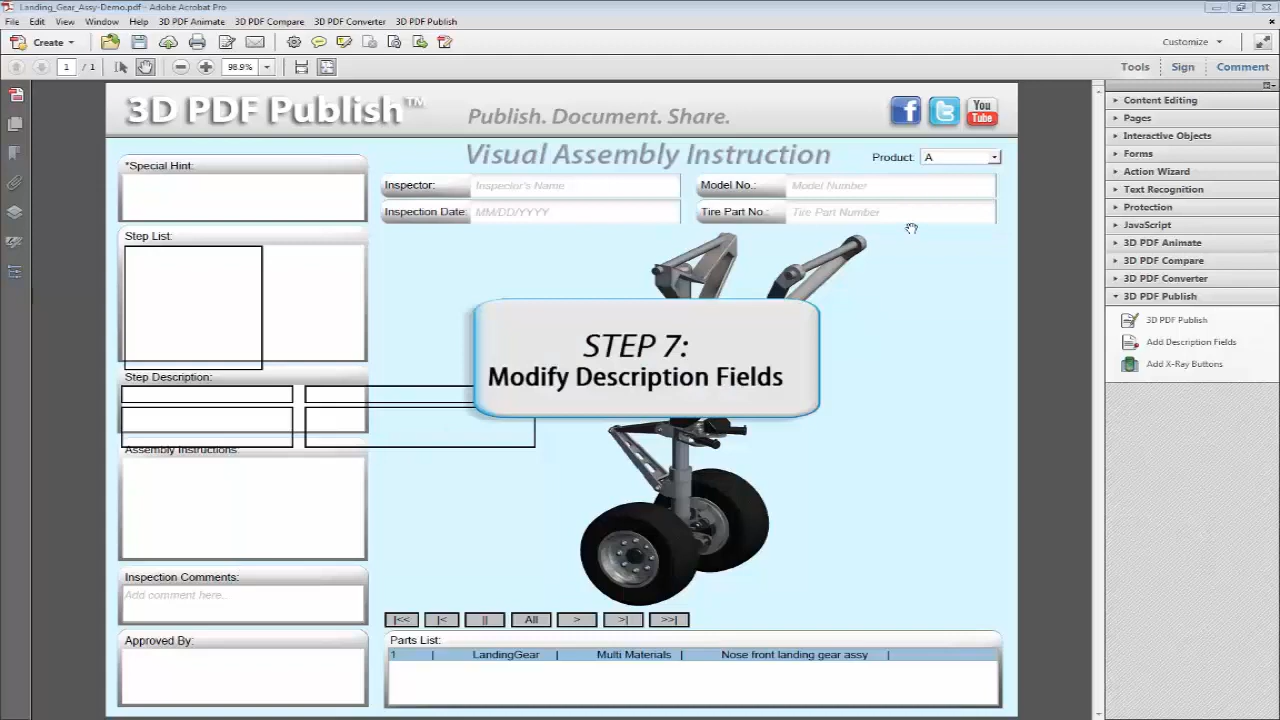 Landing_Gear_Assy-Demo.pdf - Adobe Acrobat Pro
File Edit View Window Help 3D PDF Animate 3D PDF Compare 3D PDF Converter 3D PDF Publish
Create Customize
1 / 1 98.9% Tools Sign Comment
3D PDF Publish™ Publish. Document. Share.
You Tube
Visual Assembly Instruction
Product: A
*Special Hint:
Inspector: Inspector's Name Model No.: Model Number
Inspection Date: MM/DD/YYYY Tire Part No.: Tire Part Number
Step List:
STEP 7:
Modify Description Fields
Step Description:
Assembly Instructions:
Inspection Comments:
Add comment here..
|<< |< || All > >| >>|
Approved By:
Parts List:
1 | LandingGear | Multi Materials | Nose front landing gear assy |
Content Editing
Pages
Interactive Objects
Forms
Action Wizard
Text Recognition
Protection
JavaScript
3D PDF Animate
3D PDF Compare
3D PDF Converter
3D PDF Publish
3D PDF Publish
Add Description Fields
Add X-Ray Buttons